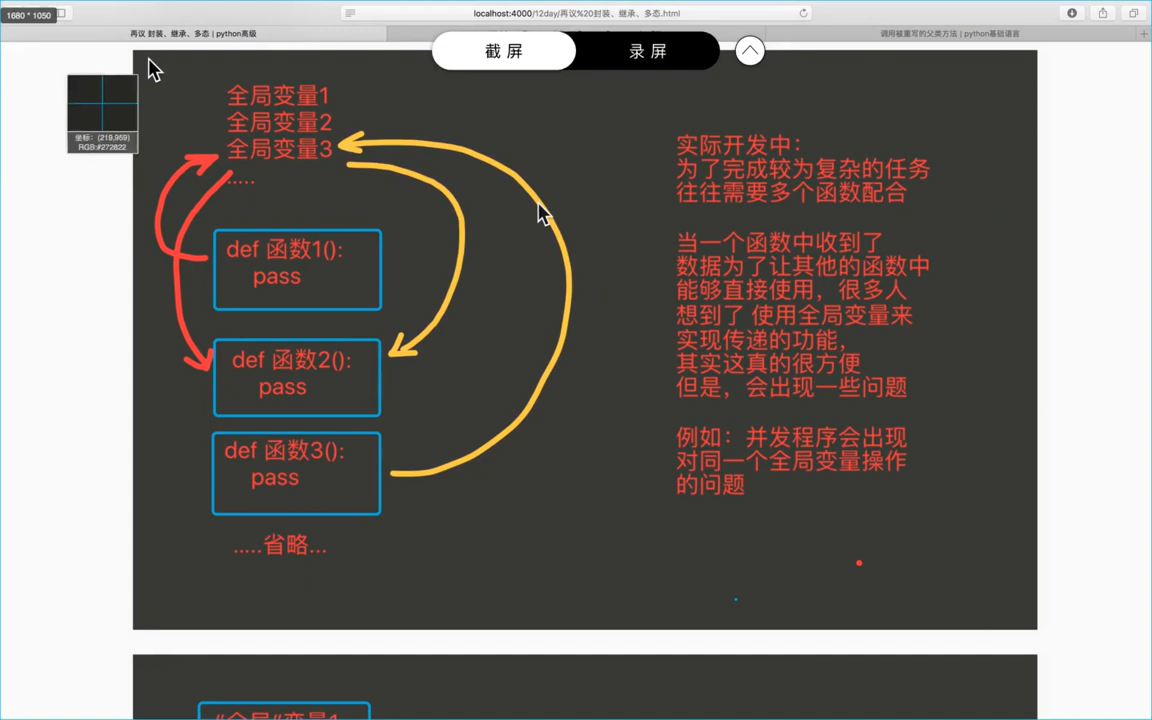 1680 * 1050
localhost:4000/12day/再议%20封装、继承、多态.html
再议 封装、继承、多态 | python高级
调用被重写的父类方法 | python基础语言
截屏
录屏
坐标: (219,959)
RGB:#272822
全局变量1
全局变量2
全局变量3
.....
def 函数1():
pass
def 函数2():
pass
def 函数3():
pass
.....省略...
实际开发中：
为了完成较为复杂的任务
往往需要多个函数配合
当一个函数中收到了
数据为了让其他的函数中
能够直接使用，很多人
想到了 使用全局变量来
实现传递的功能，
其实这真的很方便
但是，会出现一些问题
例如：并发程序会出现
对同一个全局变量操作
的问题
"全局"变量1